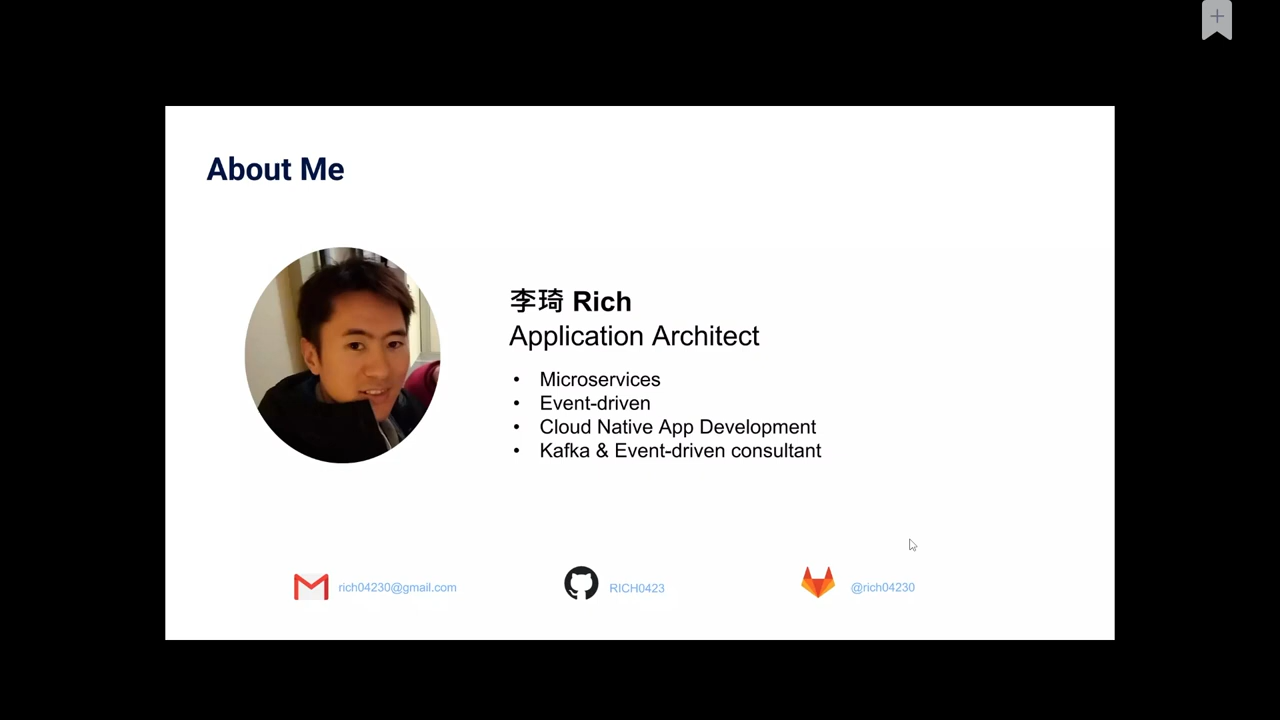 About Me
李琦 Rich
Application Architect
• Microservices
• Event-driven
• Cloud Native App Development
• Kafka & Event-driven consultant
rich04230@gmail.com
RICH0423
@rich04230